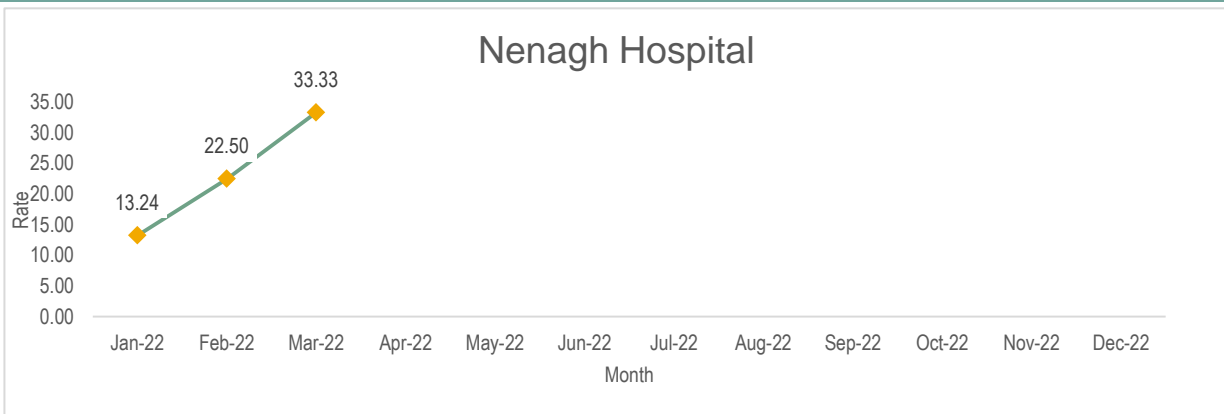 Nenagh Hospital
33.33
22.50
13.24
35.00
30.00
25.00
20.00
15.00
10.00
5.00
0.00
Rate
Jan-22 Feb-22 Mar-22 Apr-22 May-22 Jun-22 Jul-22 Aug-22 Sep-22 Oct-22 Nov-22 Dec-22
Month